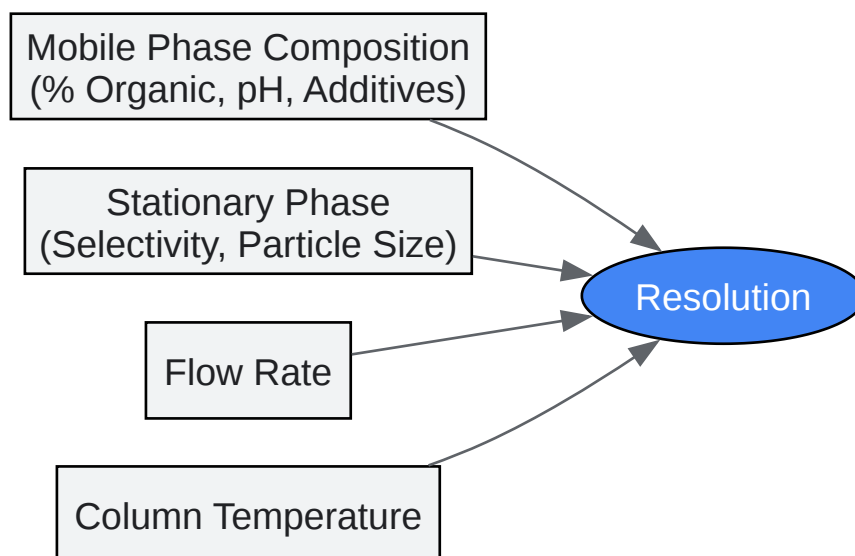 Mobile Phase Composition
(% Organic, pH, Additives)
Stationary Phase
(Selectivity, Particle Size)
Resolution
Flow Rate
Column Temperature